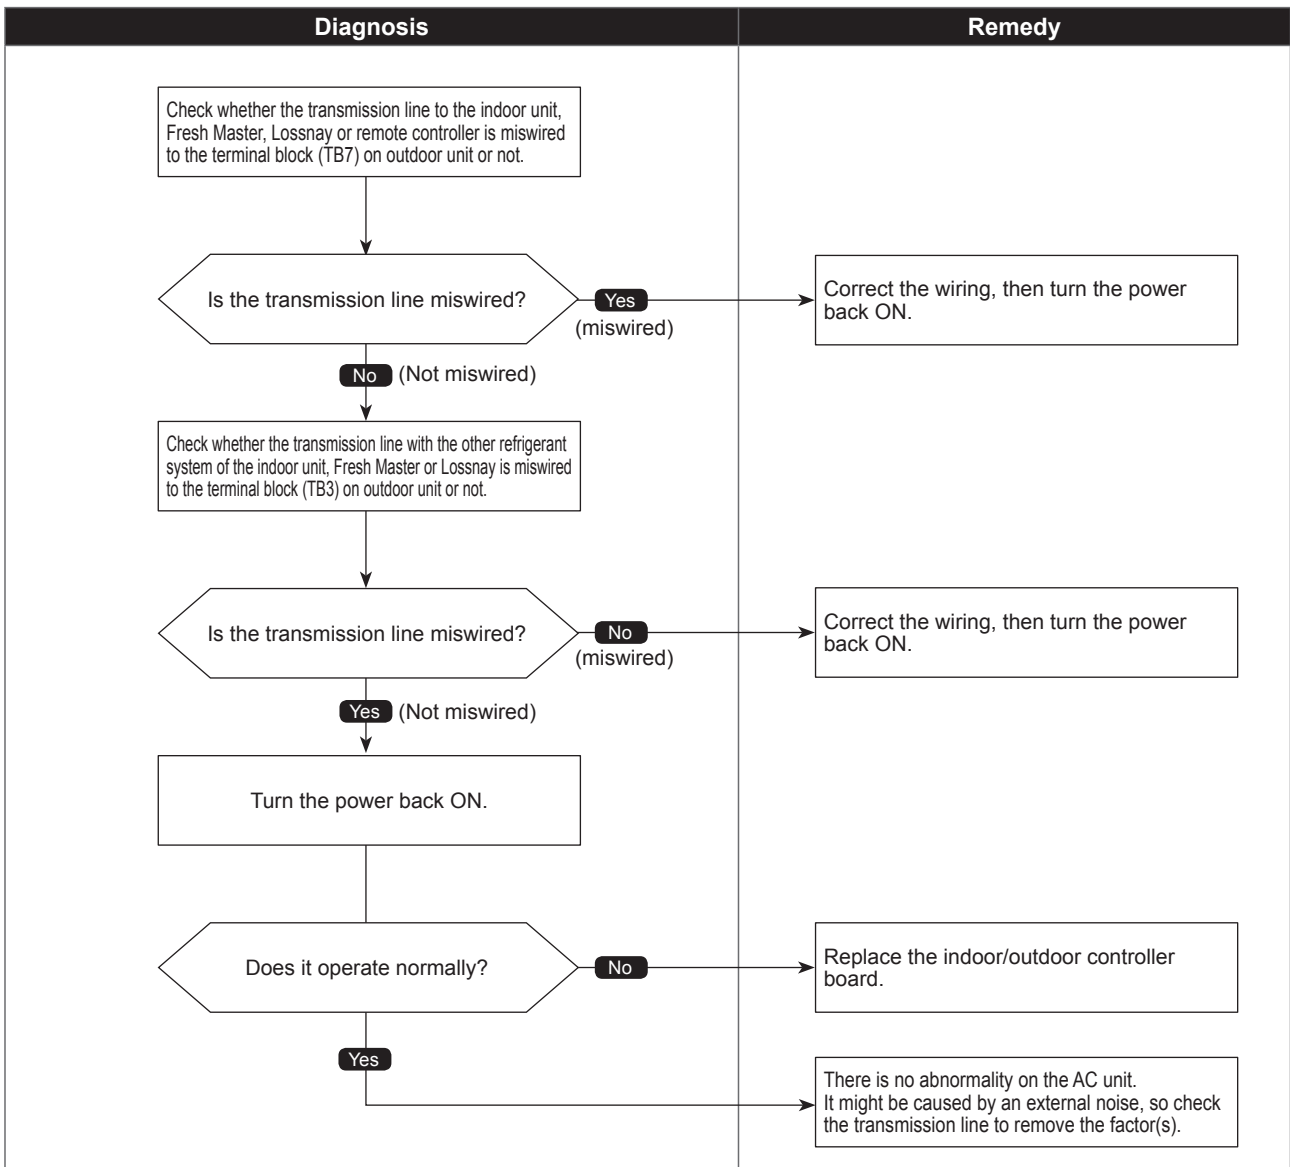 Diagnosis
Remedy
Check whether the transmission line to the indoor unit,
Fresh Master, Lossnay or remote controller is miswired
to the terminal block (TB7) on outdoor unit or not.
Is the transmission line miswired?
Yes
(miswired)
Correct the wiring, then turn the power
back ON.
No (Not miswired)
Check whether the transmission line with the other refrigerant
system of the indoor unit, Fresh Master or Lossnay is miswired
to the terminal block (TB3) on outdoor unit or not.
Is the transmission line miswired?
No
(miswired)
Correct the wiring, then turn the power
back ON.
Yes (Not miswired)
Turn the power back ON.
Does it operate normally?
No
Replace the indoor/outdoor controller
board.
Yes
There is no abnormality on the AC unit.
It might be caused by an external noise, so check
the transmission line to remove the factor(s).